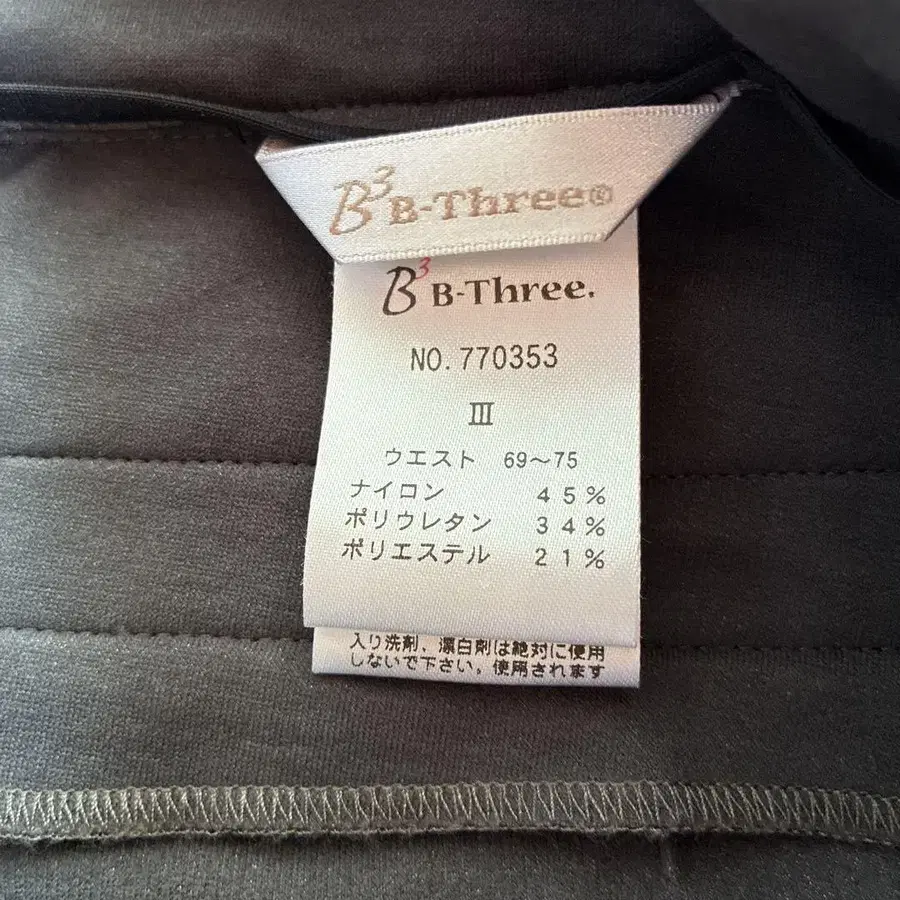 B³ B-Three®
B³ B-Three.
NO. 770353
Ⅲ
ウエスト 69～75
ナイロン 45%
ポリウレタン 34%
ポリエステル 21%
入り洗剤、漂白剤は絶対に使用
しないで下さい。使用されます